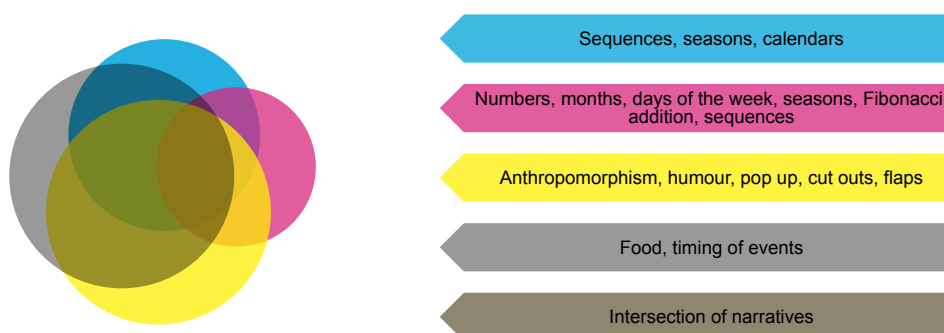 Sequences, seasons, calendars
Numbers, months, days of the week, seasons, Fibonacci
addition, sequences
Anthropomorphism, humour, pop up, cut outs, flaps
Food, timing of events
Intersection of narratives